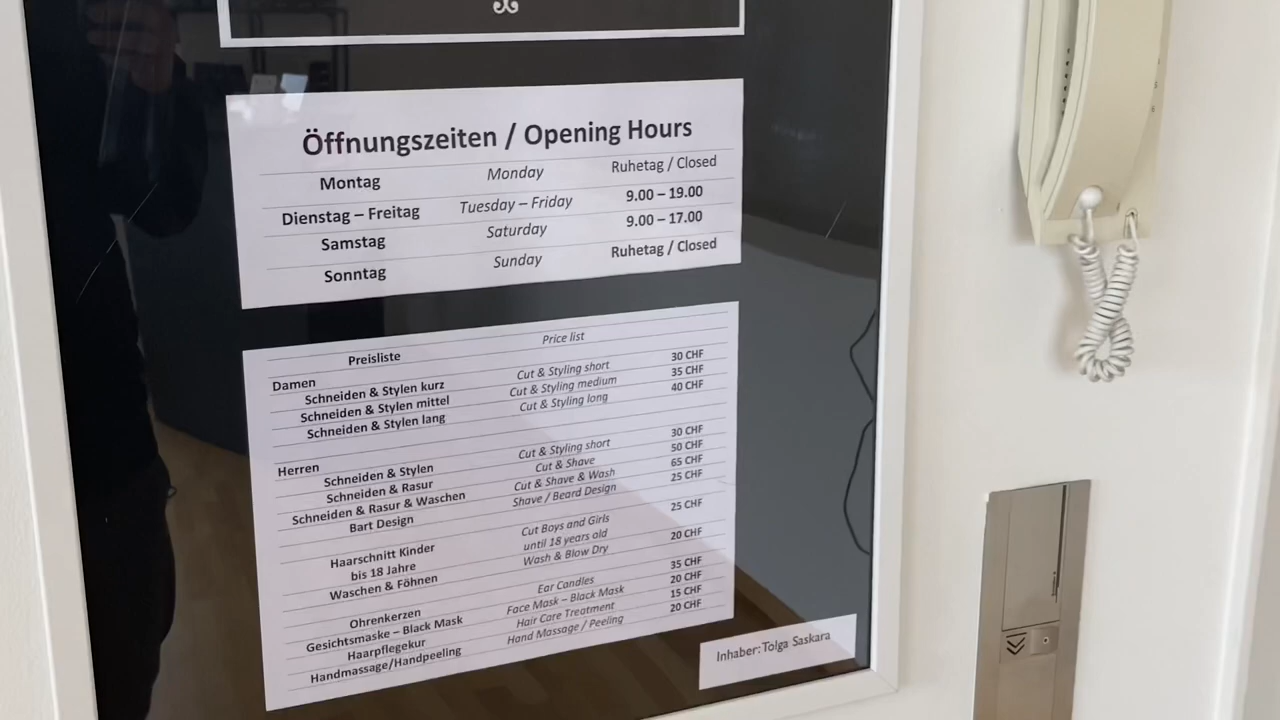 Öffnungszeiten / Opening Hours
Montag Monday Ruhetag / Closed
Dienstag – Freitag Tuesday – Friday 9.00 – 19.00
Samstag Saturday 9.00 – 17.00
Sonntag Sunday Ruhetag / Closed
Preisliste Price list
Damen
Schneiden & Stylen kurz Cut & Styling short 30 CHF
Schneiden & Stylen mittel Cut & Styling medium 35 CHF
Schneiden & Stylen lang Cut & Styling long 40 CHF
Herren
Schneiden & Stylen Cut & Styling short 30 CHF
Schneiden & Rasur Cut & Shave 50 CHF
Schneiden & Rasur & Waschen Cut & Shave & Wash 65 CHF
Bart Design Shave / Beard Design 25 CHF
Haarschnitt Kinder Cut Boys and Girls 25 CHF
bis 18 Jahre until 18 years old
Waschen & Föhnen Wash & Blow Dry 20 CHF
Ohrenkerzen Ear Candles 35 CHF
Gesichtsmaske – Black Mask Face Mask – Black Mask 20 CHF
Haarpflegekur Hair Care Treatment 15 CHF
Handmassage/Handpeeling Hand Massage / Peeling 20 CHF
Inhaber: Tolga Saskara